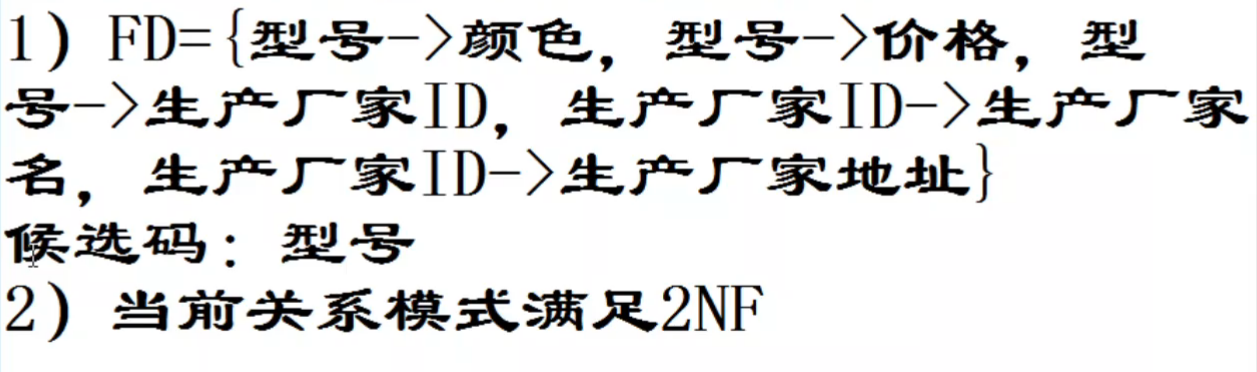 1) FD={型号->颜色, 型号->价格, 型
号->生产厂家ID, 生产厂家ID->生产厂家
名, 生产厂家ID->生产厂家地址}
候选码: 型号
2) 当前关系模式满足2NF